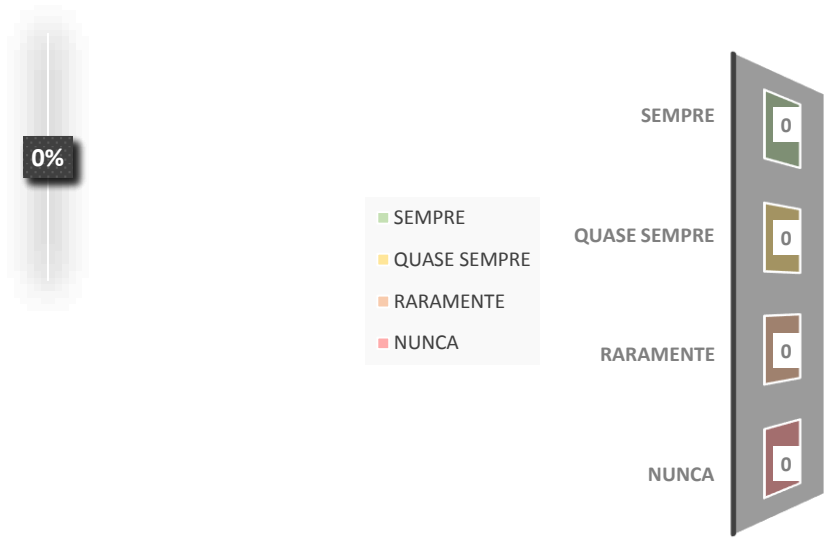 0%
SEMPRE
QUASE SEMPRE
RARAMENTE
NUNCA
SEMPRE
0
QUASE SEMPRE
0
RARAMENTE
0
NUNCA
0